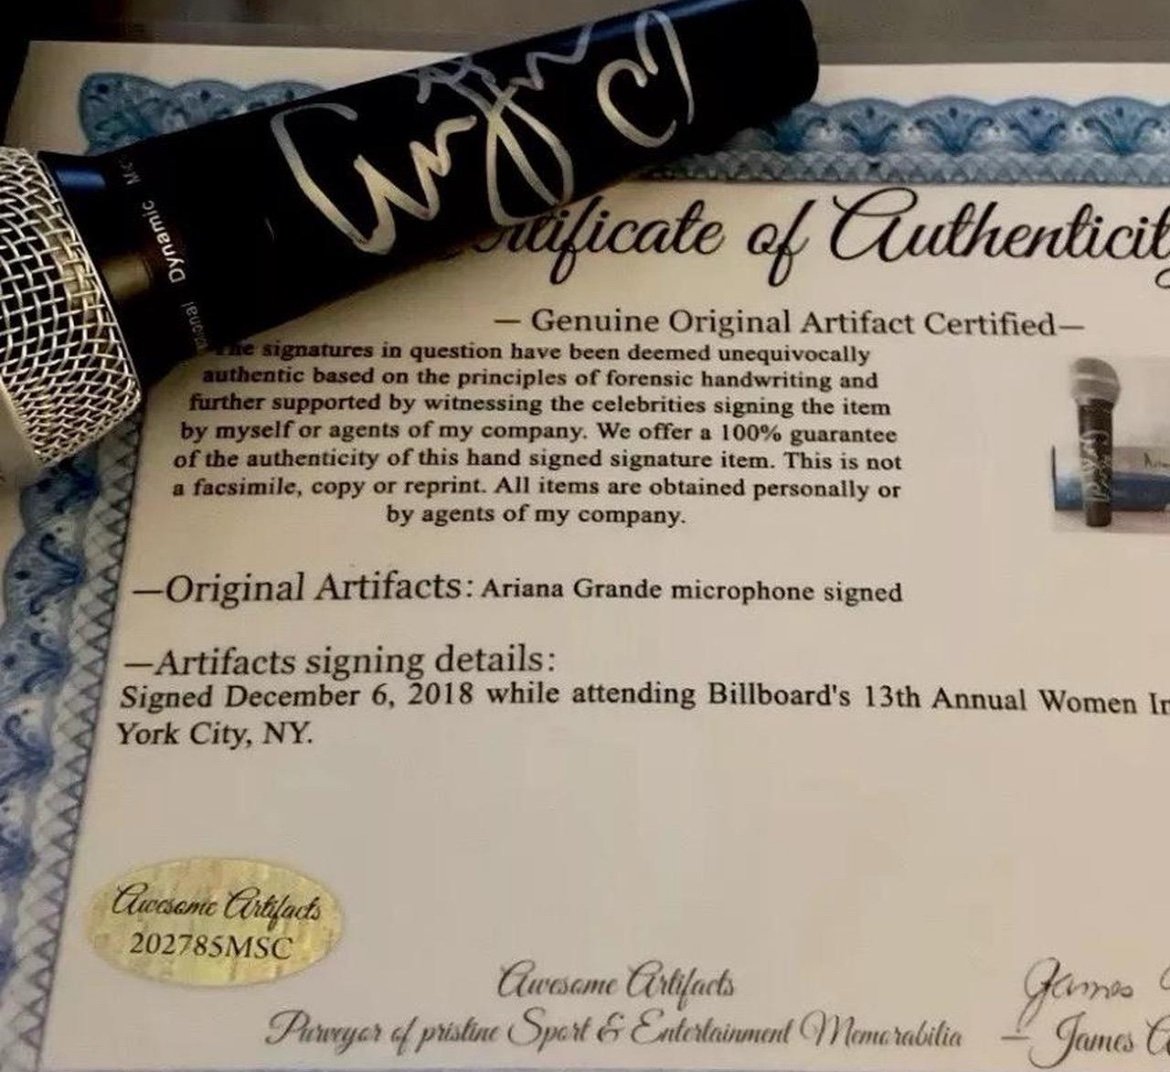 Dynamic
of Authenticity
— Genuine Original Artifact Certified—
signatures in question have been deemed unequivocally
authentic based on the principles of forensic handwriting and
further supported by witnessing the celebrities signing the item
by myself or agents of my company. We offer a 100% guarantee
of the authenticity of this hand signed signature item. This is not
a facsimile, copy or reprint. All items are obtained personally or
by agents of my company.
—Original Artifacts: Ariana Grande microphone signed
—Artifacts signing details:
Signed December 6, 2018 while attending Billboard's 13th Annual Women In
York City, NY.
Awesome Artifacts
202785MSC
Awesome Artifacts
Purveyor of pristine Sport & Entertainment Memorabilia
James
— James